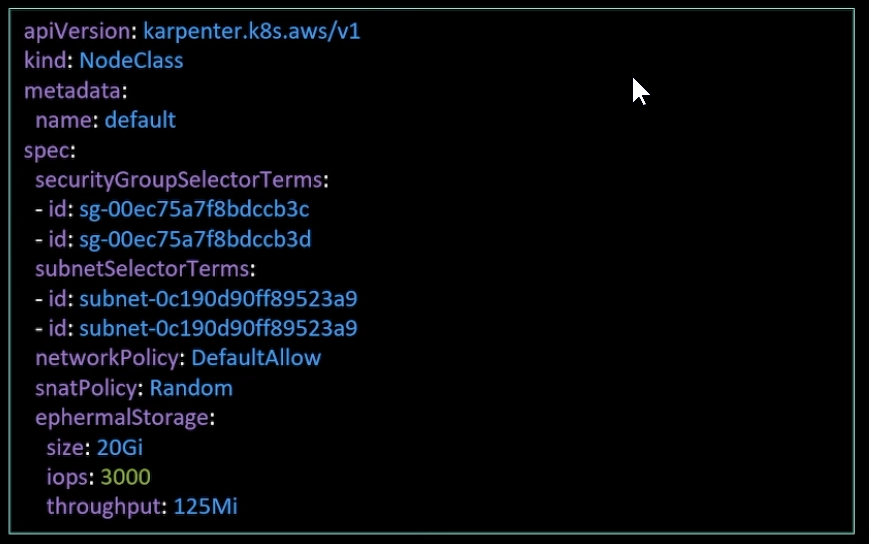 apiVersion: karpenter.k8s.aws/v1
kind: NodeClass
metadata:
  name: default
spec:
  securityGroupSelectorTerms:
  - id: sg-00ec75a7f8bdccb3c
  - id: sg-00ec75a7f8bdccb3d
  subnetSelectorTerms:
  - id: subnet-0c190d90ff89523a9
  - id: subnet-0c190d90ff89523a9
  networkPolicy: DefaultAllow
  snatPolicy: Random
  ephermalStorage:
    size: 20Gi
    iops: 3000
    throughput: 125Mi